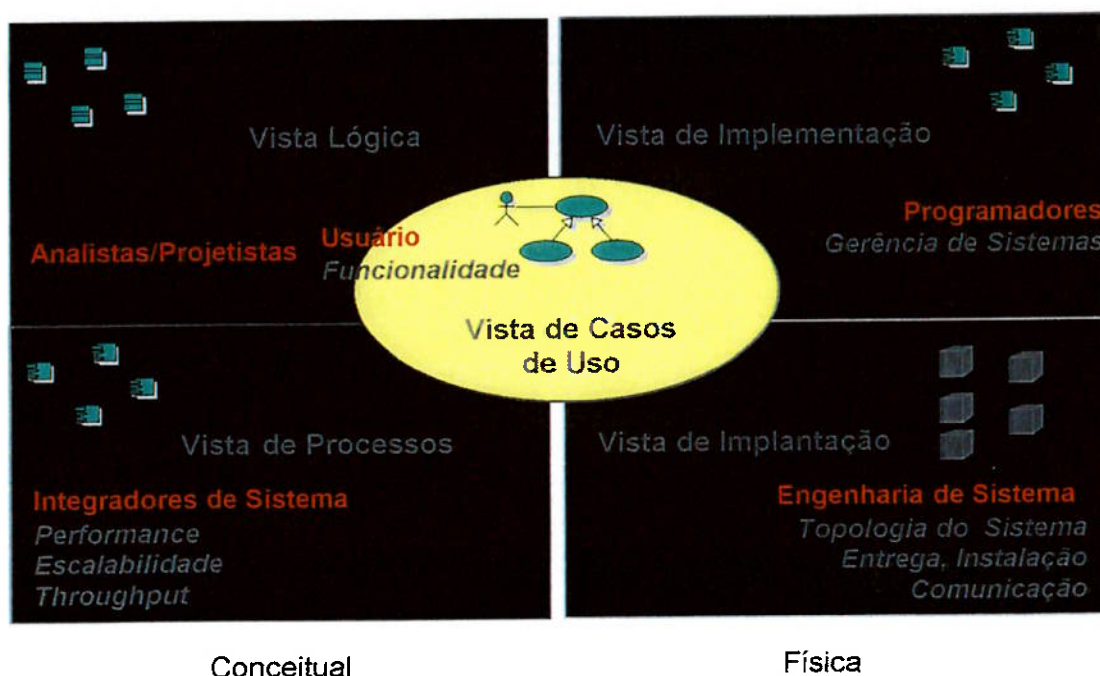 Vista Lógica
Analistas/Projetistas
Vista de Implementação
Programadores
Gerência de Sistemas
Usuário
Funcionalidade
Vista de Casos
de Uso
Vista de Processos
Integradores de Sistema
Performance
Escalabilidade
Throughput
Vista de Implantação
Engenharia de Sistema
Topologia do Sistema
Entrega, Instalação
Comunicação
Conceitual
Física